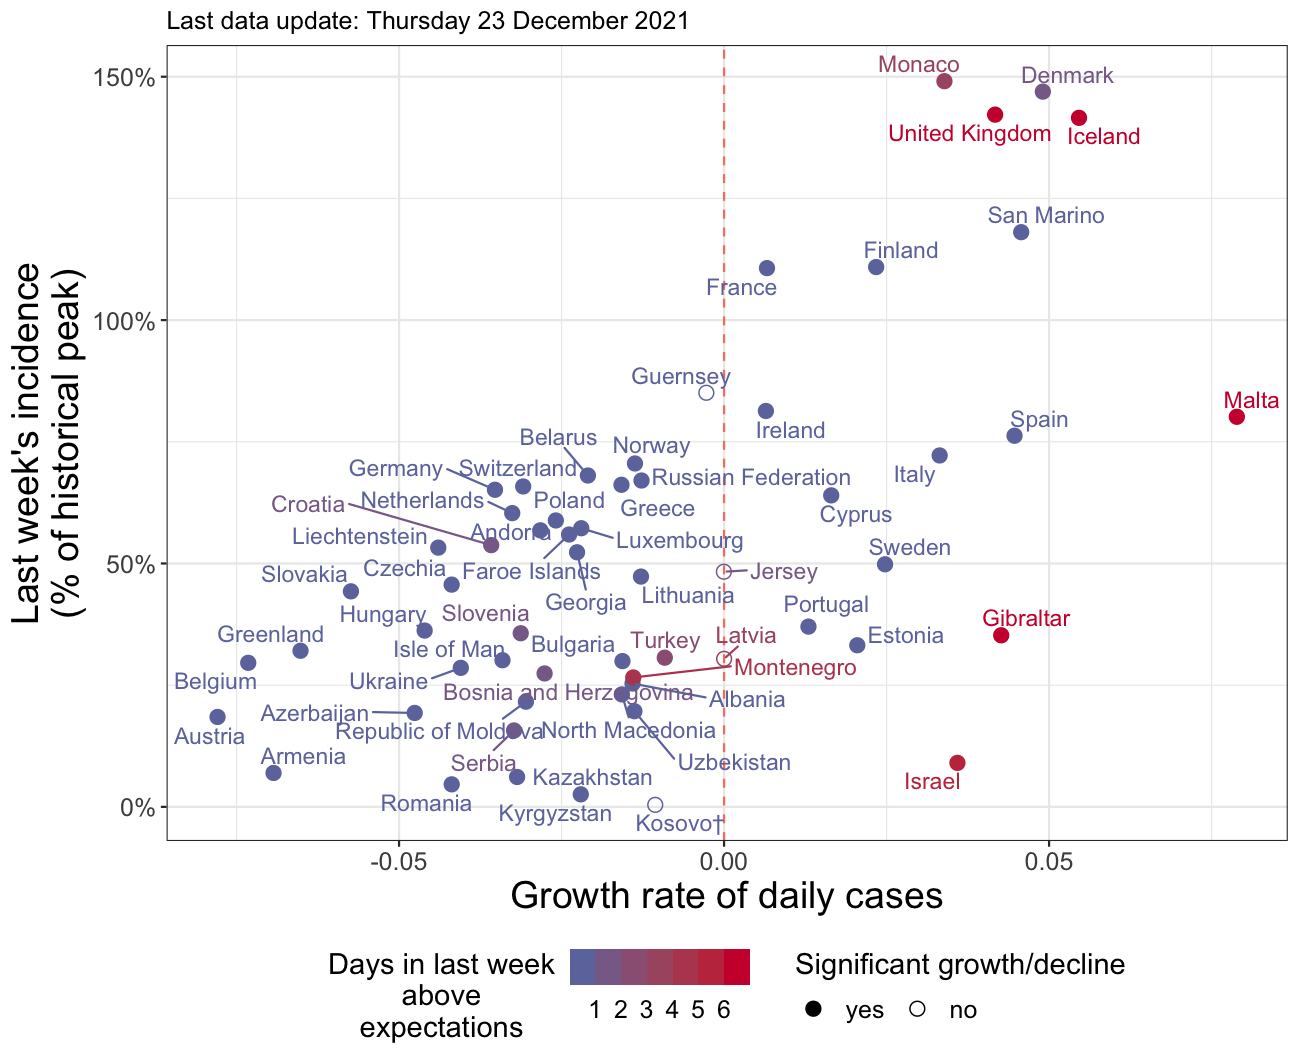 Last data update: Thursday 23 December 2021
150%
100%
50%
0%
Last week's incidence
(% of historical peak)
Monaco
Denmark
United Kingdom
Iceland
San Marino
Finland
France
Guernsey
Malta
Ireland
Spain
Belarus
Norway
Germany
Switzerland
Russian Federation
Italy
Croatia
Netherlands
Poland
Greece
Cyprus
Liechtenstein
Andorra
Luxembourg
Sweden
Slovakia
Czechia
Faroe Islands
Jersey
Georgia
Lithuania
Portugal
Hungary
Slovenia
Gibraltar
Greenland
Isle of Man
Bulgaria
Turkey
Latvia
Estonia
Belgium
Ukraine
Montenegro
Bosnia and Herzegovina
Albania
Azerbaijan
Austria
Republic of Moldova
North Macedonia
Armenia
Serbia
Uzbekistan
Kazakhstan
Israel
Romania
Kyrgyzstan
Kosovo†
-0.05
0.00
0.05
Growth rate of daily cases
Days in last week
above
expectations
1 2 3 4 5 6
Significant growth/decline
yes
no